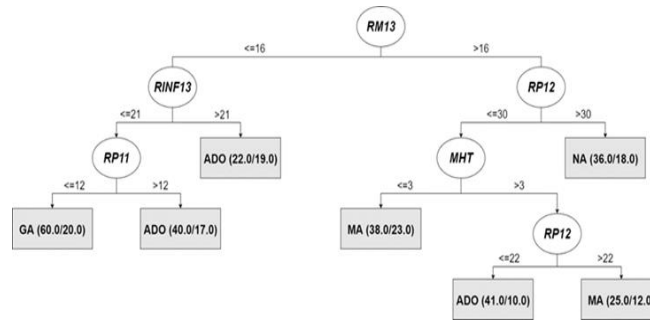 RM13
<=16 >16
RINF13 RP12
<=21 >21 <=30 >30
RP11 ADO (22.0/19.0) MHT NA (36.0/18.0)
<=12 >12 <=3 >3
GA (60.0/20.0) ADO (40.0/17.0) MA (38.0/23.0) RP12
<=22 >22
ADO (41.0/10.0) MA (25.0/12.0